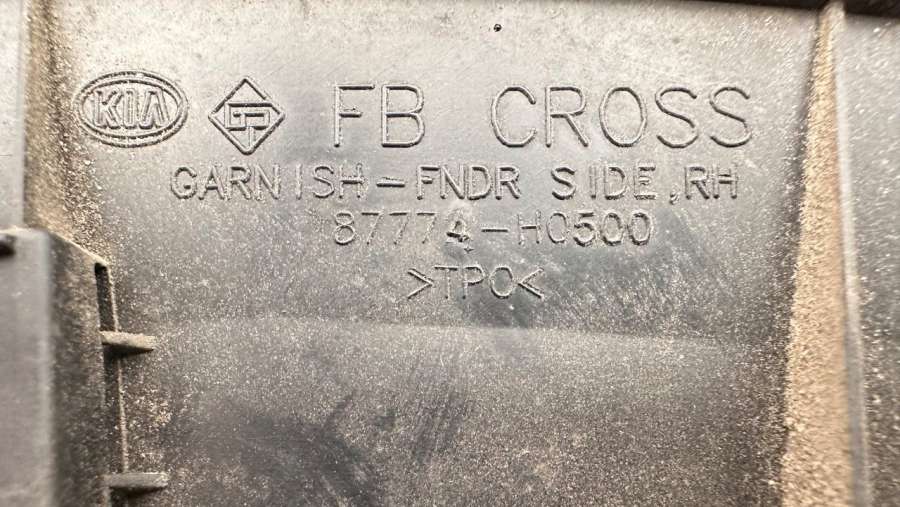 KIA FB CROSS
GARNISH-FNDR SIDE,RH
87774-H0500
>TPO<